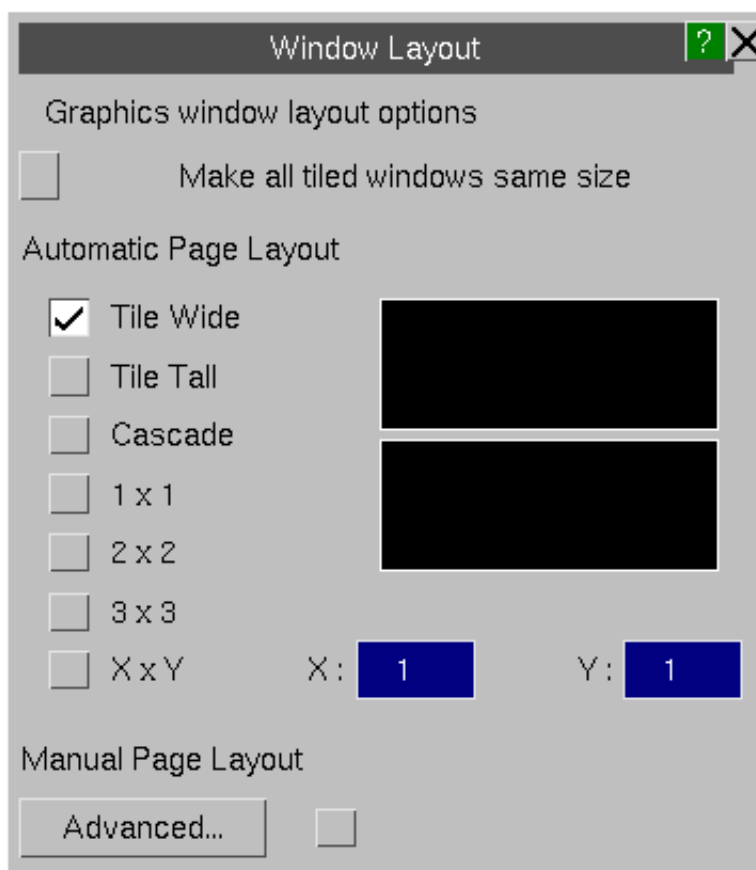 Window Layout ?
Graphics window layout options
Make all tiled windows same size
Automatic Page Layout
Tile Wide
Tile Tall
Cascade
1 x 1
2 x 2
3 x 3
X x Y X : 1 Y : 1
Manual Page Layout
Advanced...